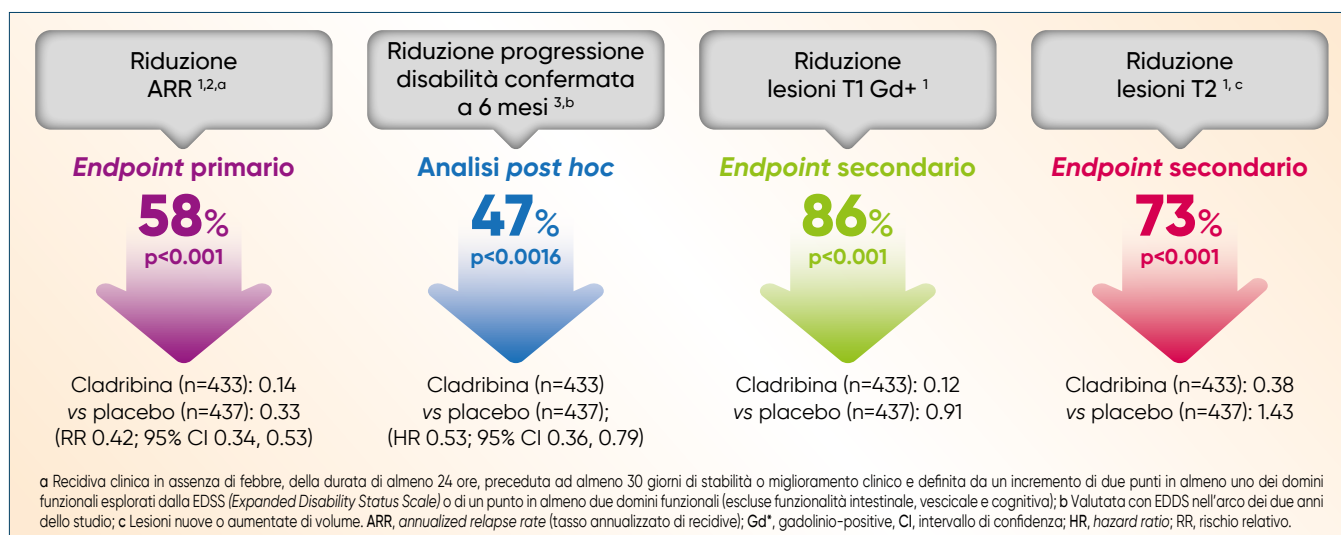 Riduzione
ARR 1,2,a
Riduzione progressione
disabilità confermata
a 6 mesi 3,b
Riduzione
lesioni T1 Gd+ 1
Riduzione
lesioni T2 1, c
Endpoint primario
58%
p<0.001
Analisi post hoc
47%
p<0.0016
Endpoint secondario
86%
p<0.001
Endpoint secondario
73%
p<0.001
Cladribina (n=433): 0.14
vs placebo (n=437): 0.33
(RR 0.42; 95% CI 0.34, 0.53)
Cladribina (n=433)
vs placebo (n=437);
(HR 0.53; 95% CI 0.36, 0.79)
Cladribina (n=433): 0.12
vs placebo (n=437): 0.91
Cladribina (n=433): 0.38
vs placebo (n=437): 1.43
a Recidiva clinica in assenza di febbre, della durata di almeno 24 ore, preceduta ad almeno 30 giorni di stabilità o miglioramento clinico e definita da un incremento di due punti in almeno uno dei domini
funzionali esplorati dalla EDSS (Expanded Disability Status Scale) o di un punto in almeno due domini funzionali (escluse funzionalità intestinale, vescicale e cognitiva); b Valutata con EDDS nell'arco dei due anni
dello studio; c Lesioni nuove o aumentate di volume. ARR, annualized relapse rate (tasso annualizzato di recidive); Gd*, gadolinio-positive, CI, intervallo di confidenza; HR, hazard ratio; RR, rischio relativo.